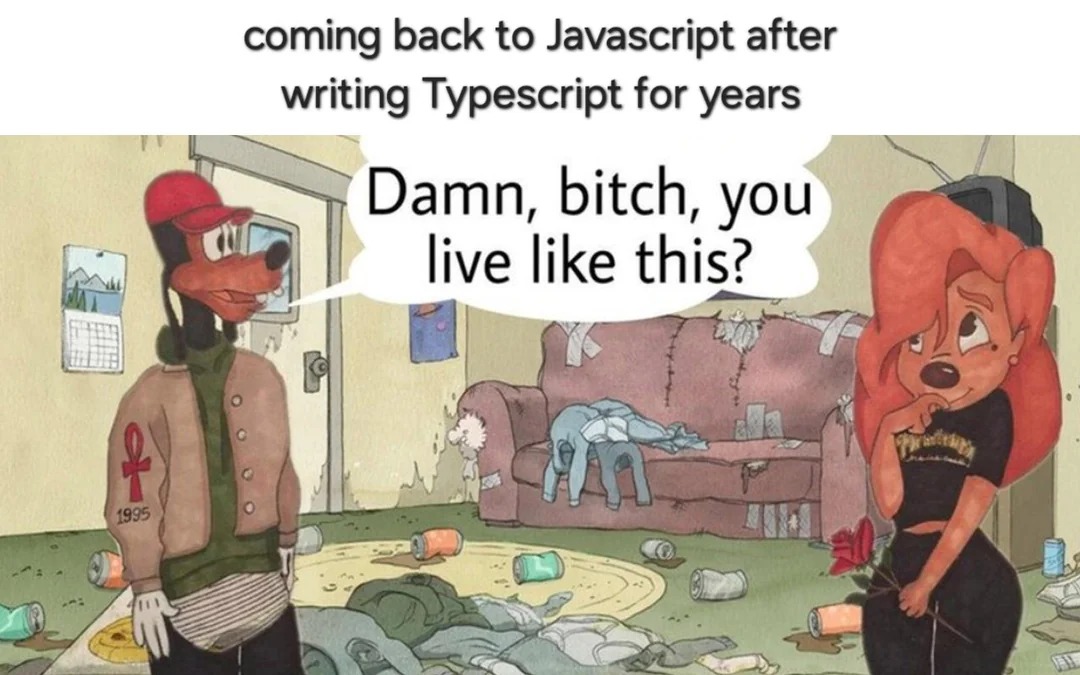 coming back to Javascript after
writing Typescript for years
Damn, bitch, you
live like this?
1995